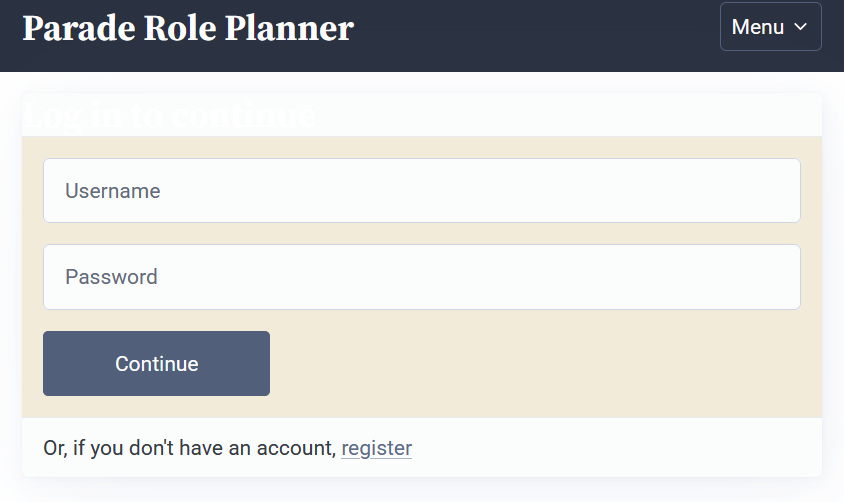 Parade Role Planner
Menu
Log in to continue
Username
Password
Continue
Or, if you don't have an account, register